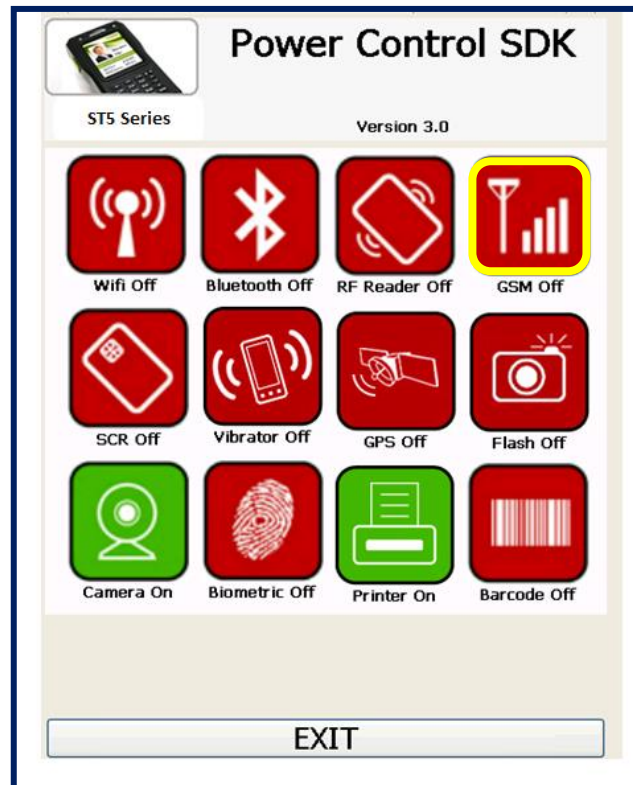 Power Control SDK
ST5 Series
Version 3.0
Wifi Off
Bluetooth Off
RF Reader Off
GSM Off
SCR Off
Vibrator Off
GPS Off
Flash Off
Camera On
Biometric Off
Printer On
Barcode Off
EXIT